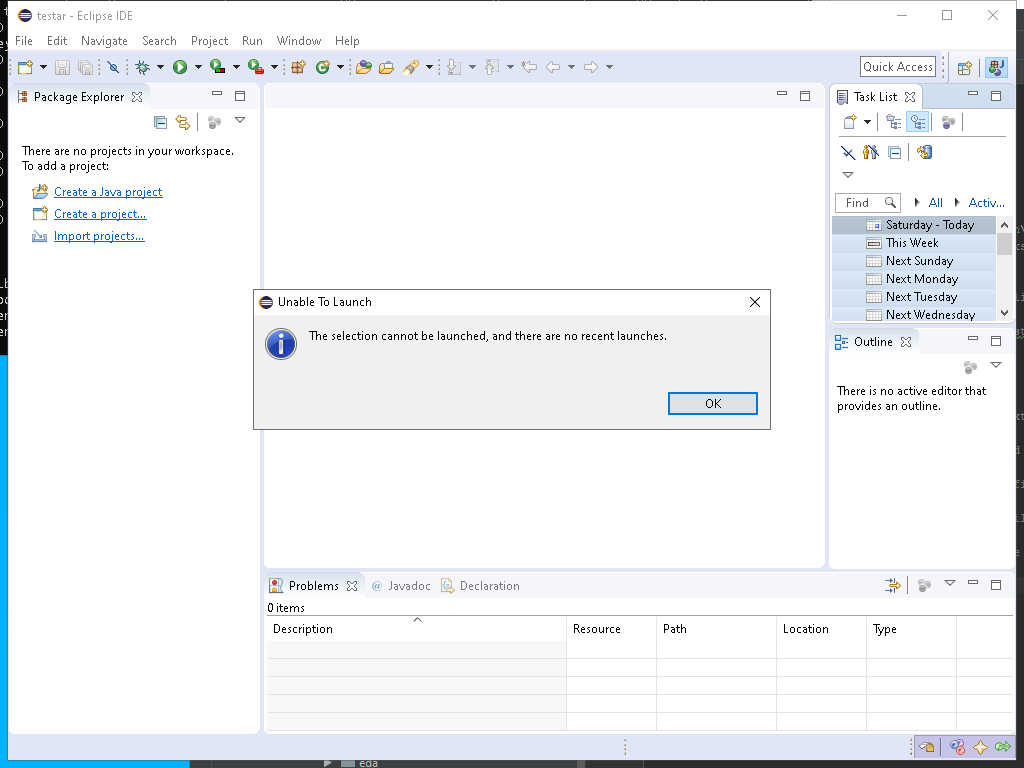 testar - Eclipse IDE
File Edit Navigate Search Project Run Window Help
Quick Access
Package Explorer
There are no projects in your workspace.
To add a project:
Create a Java project
Create a project...
Import projects...
Task List
Find
All
Activ...
Saturday - Today
This Week
Next Sunday
Next Monday
Next Tuesday
Next Wednesday
Unable To Launch
The selection cannot be launched, and there are no recent launches.
OK
Outline
There is no active editor that
provides an outline.
Problems @ Javadoc Declaration
0 items
Description Resource Path Location Type
eda